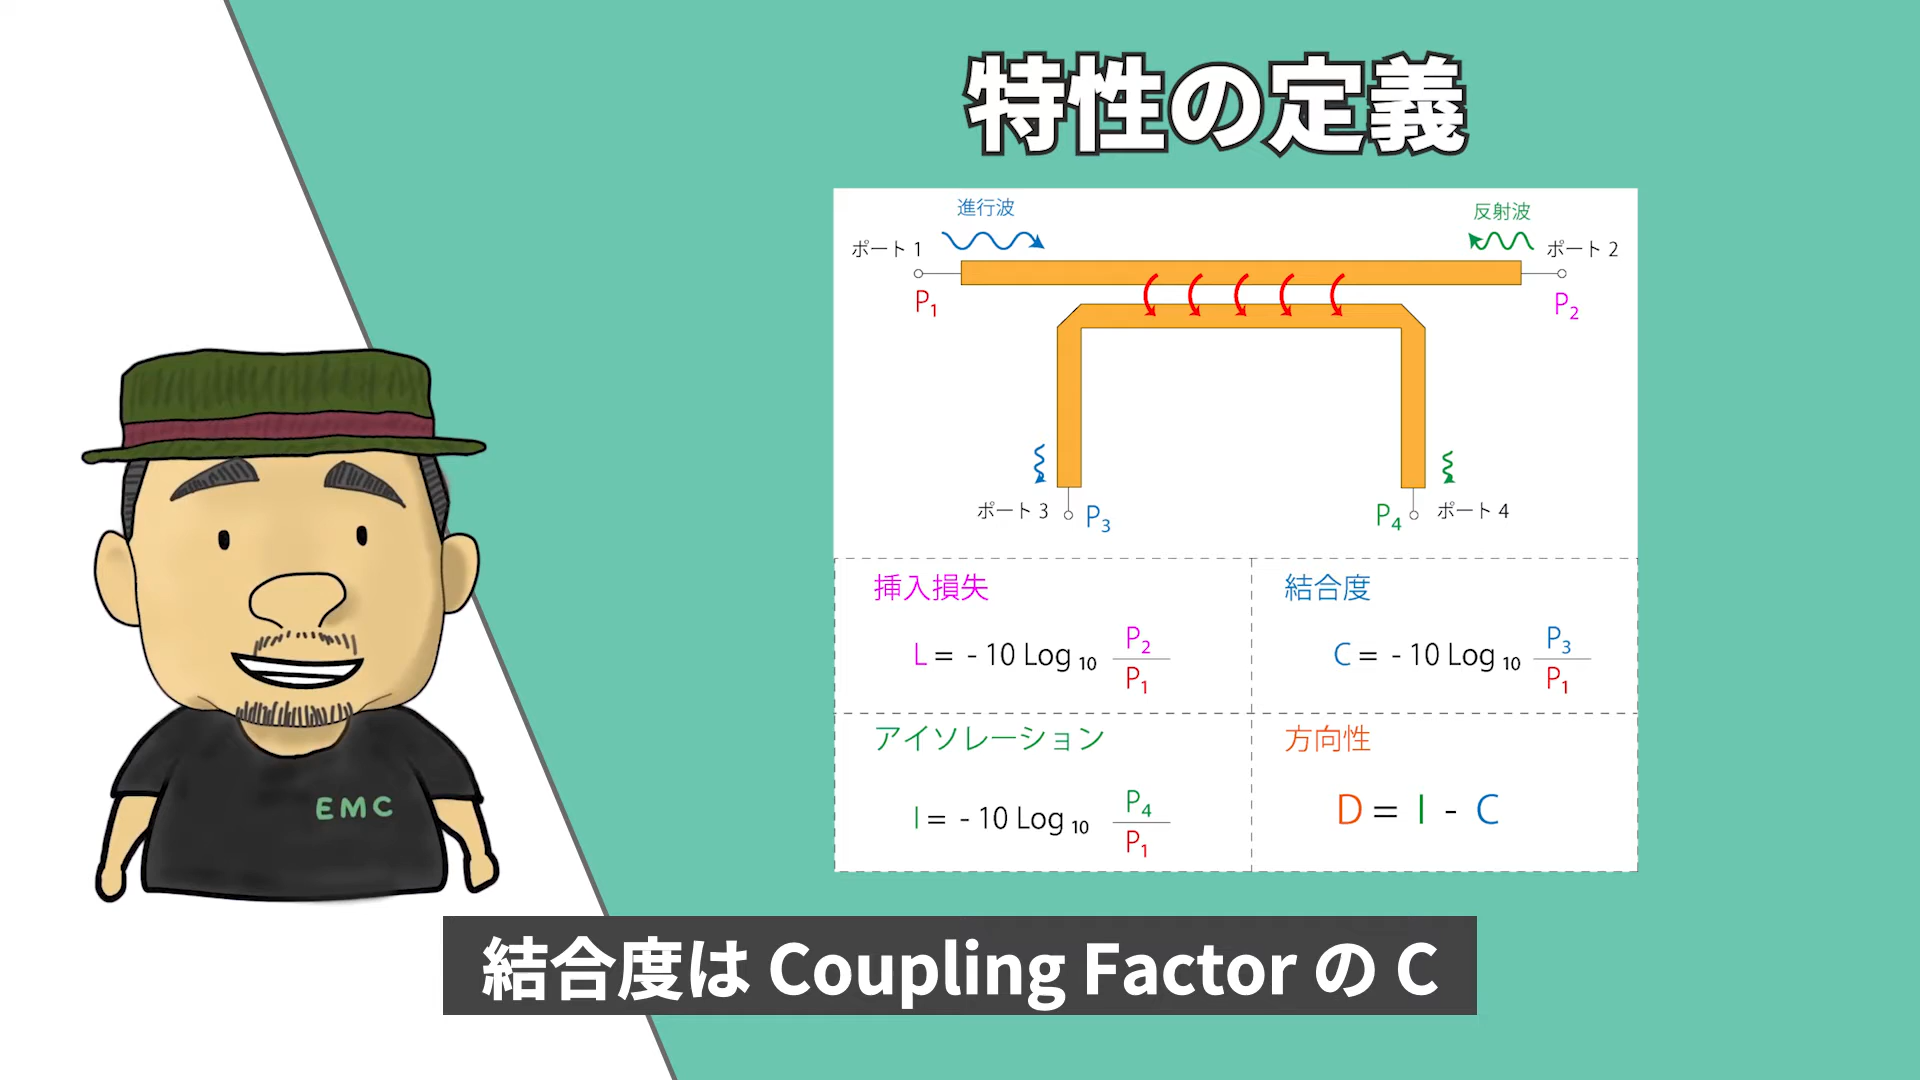 特性の定義
進行波
反射波
ポート 1
ポート 2
P1
P2
ポート 3
P3
P4
ポート 4
挿入損失
L = - 10 Log 10 P2 / P1
結合度
C = - 10 Log 10 P3 / P1
アイソレーション
I = - 10 Log 10 P4 / P1
方向性
D = I - C
EMC
結合度は Coupling Factor の C